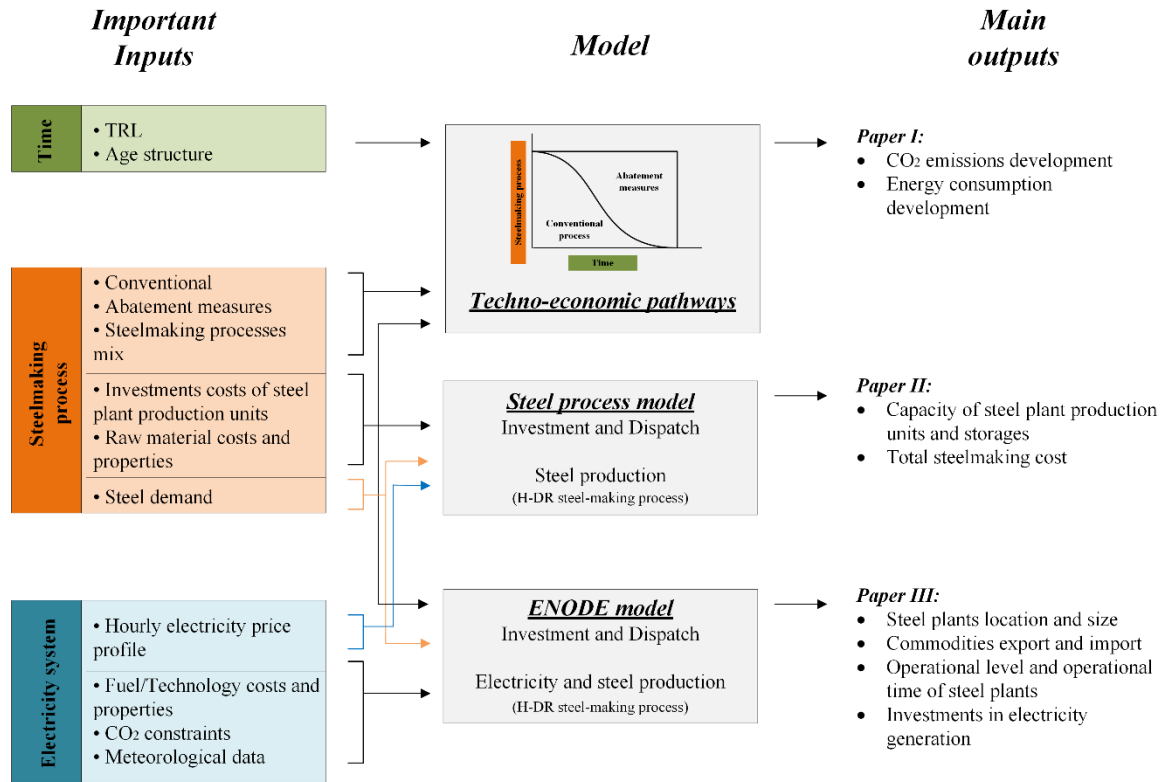 Important
Inputs
Model
Main
outputs
Time
• TRL
• Age structure
Steelmaking process
Abatement
measures
Conventional
process
Time
Techno-economic pathways
Paper I:
• CO₂ emissions development
• Energy consumption
development
Steelmaking
process
• Conventional
• Abatement measures
• Steelmaking processes
mix
• Investments costs of steel
plant production units
• Raw material costs and
properties
• Steel demand
Steel process model
Investment and Dispatch
Steel production
(H-DR steel-making process)
Paper II:
• Capacity of steel plant production
units and storages
• Total steelmaking cost
Electricity system
• Hourly electricity price
profile
• Fuel/Technology costs and
properties
• CO₂ constraints
• Meteorological data
ENODE model
Investment and Dispatch
Electricity and steel production
(H-DR steel-making process)
Paper III:
• Steel plants location and size
• Commodities export and import
• Operational level and operational
time of steel plants
• Investments in electricity
generation